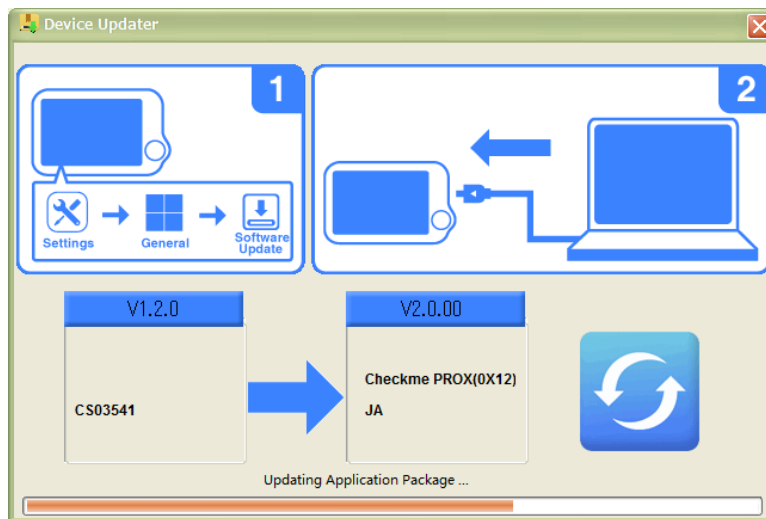 Device Updater
1
2
Settings
General
Software
Update
V1.2.0
V2.0.00
Checkme PROX(0X12)
CS03541
JA
Updating Application Package ...